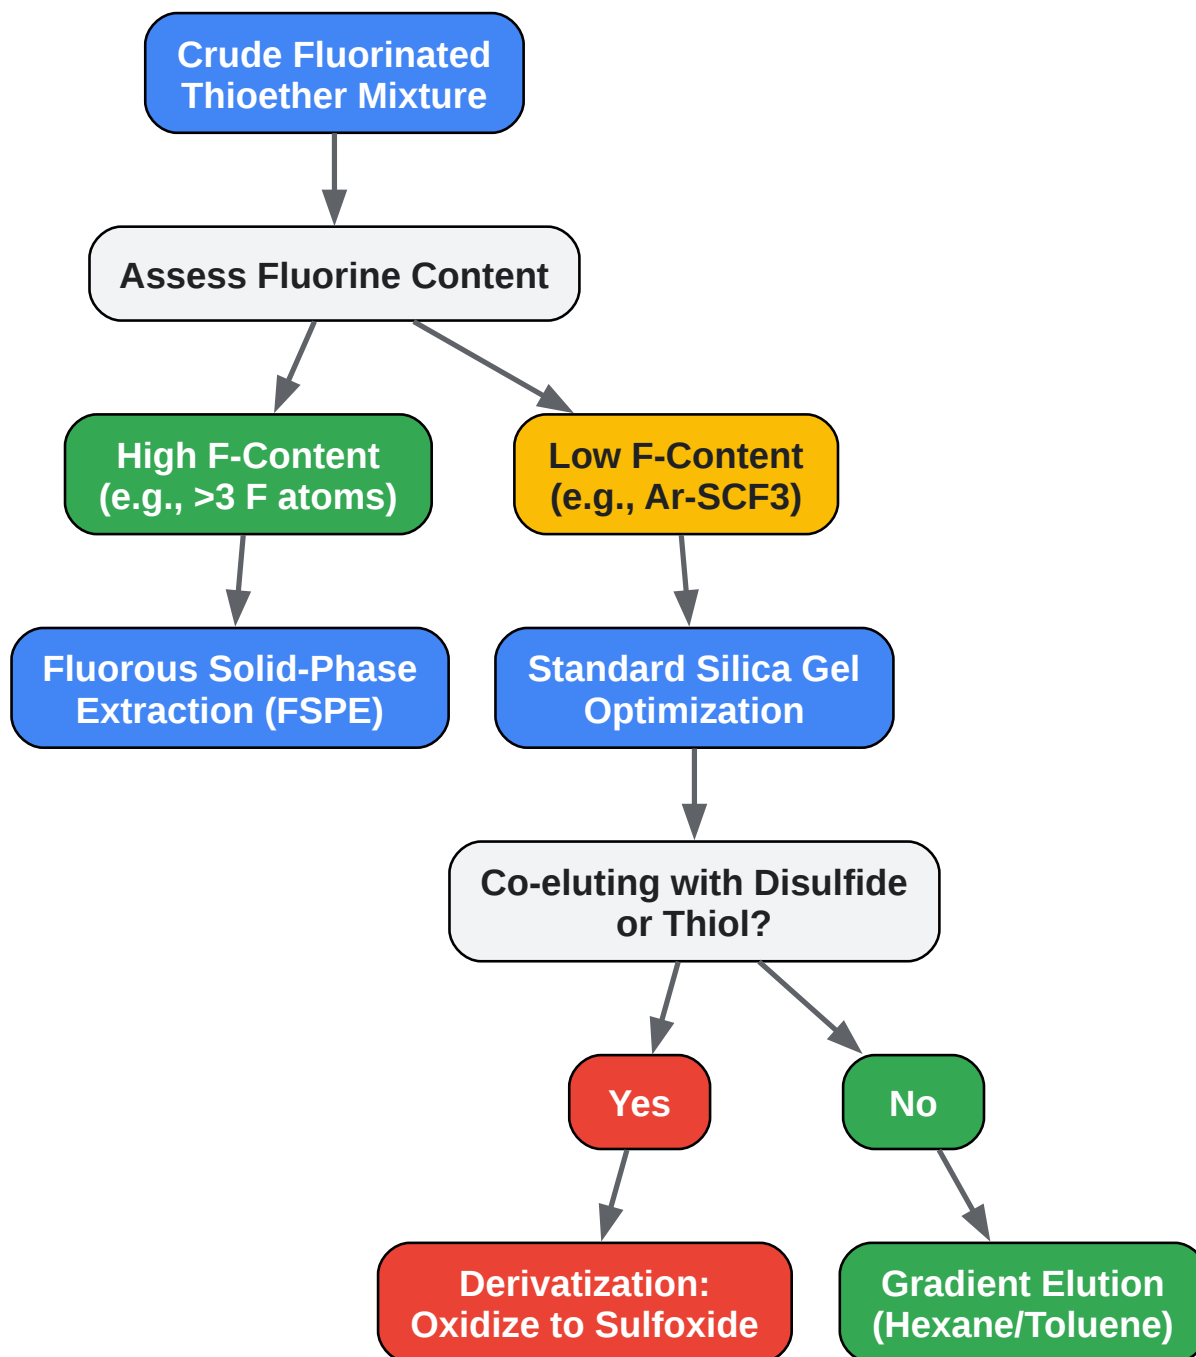 Crude Fluorinated
Thioether Mixture
Assess Fluorine Content
High F-Content
(e.g., >3 F atoms)
Low F-Content
(e.g., Ar-SCF3)
Fluorous Solid-Phase
Extraction (FSPE)
Standard Silica Gel
Optimization
Co-eluting with Disulfide
or Thiol?
Yes
No
Derivatization:
Oxidize to Sulfoxide
Gradient Elution
(Hexane/Toluene)